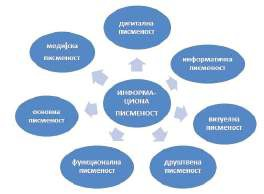 дигитална
писменост
информатична
писменост
визуелна
писменост
друштвена
писменост
функционална
писменост
основна
писменост
медијска
писменост
ИНФОРМА-
ЦИОНА
ПИСМЕНОСТ